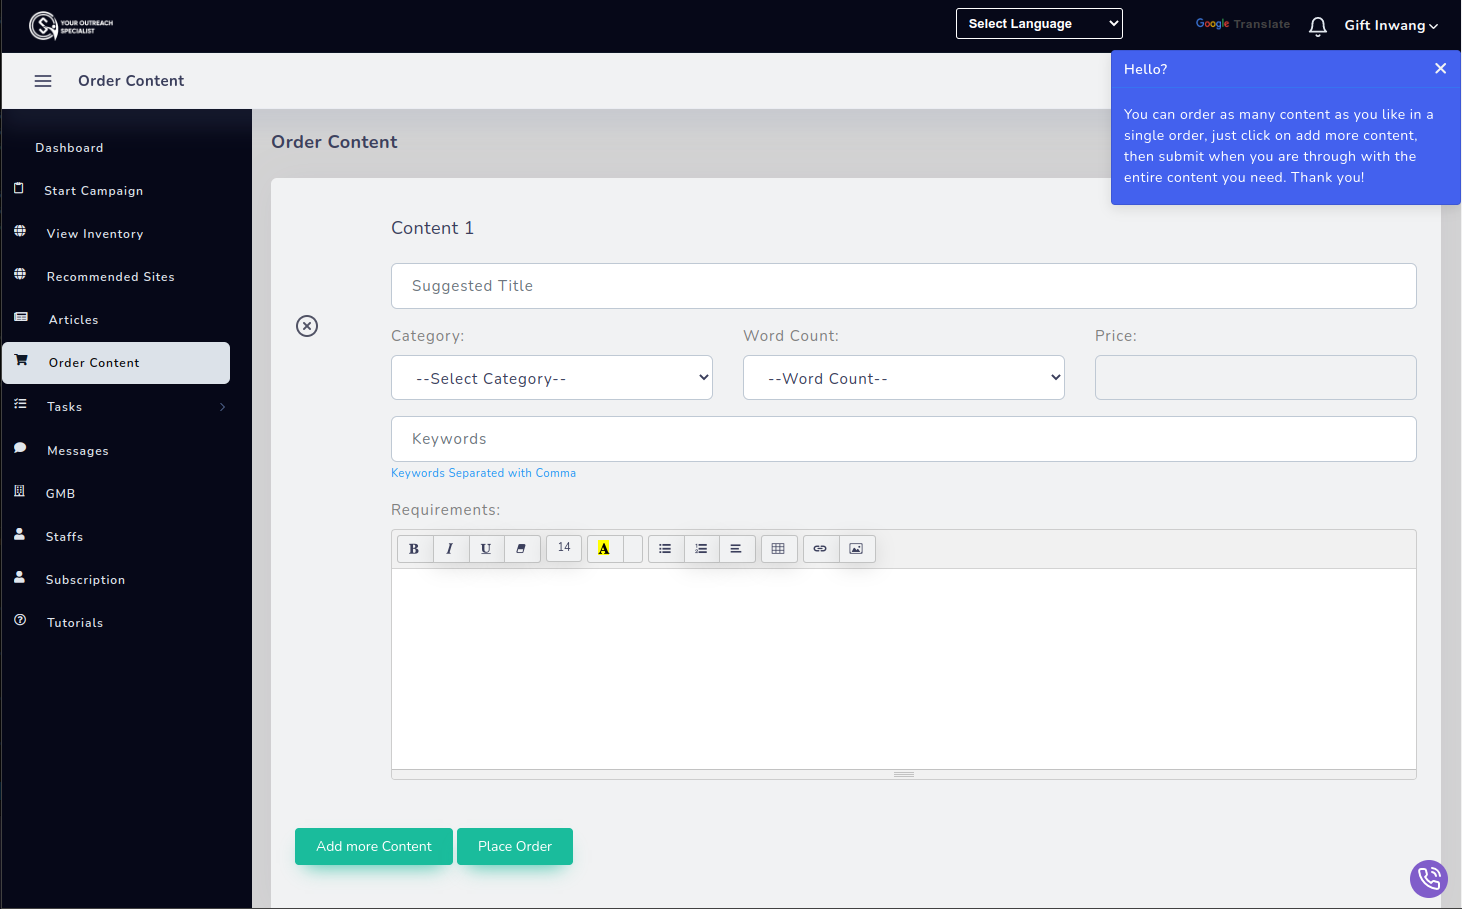 YOUR OUTREACH
SPECIALIST
Select Language
Google Translate
Gift Inwang
Order Content
Hello?
You can order as many content as you like in a
single order, just click on add more content,
then submit when you are through with the
entire content you need. Thank you!
Dashboard
Start Campaign
View Inventory
Recommended Sites
Articles
Order Content
Tasks
Messages
GMB
Staffs
Subscription
Tutorials
Order Content
Content 1
Suggested Title
Category:
Word Count:
Price:
--Select Category--
--Word Count--
Keywords
Keywords Separated with Comma
Requirements:
B I U 14 A
Add more Content
Place Order